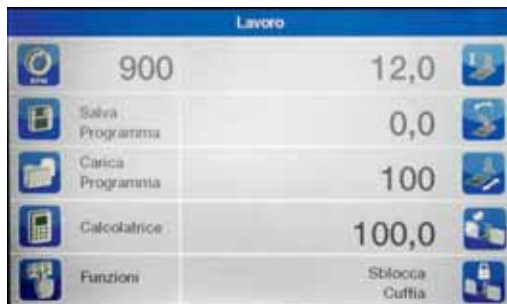 Lavoro
900
12,0
RPM
Salva
Programma
0,0
Carica
Programma
100
Calcolatrice
100,0
Funzioni
Sblocca
Cuffia